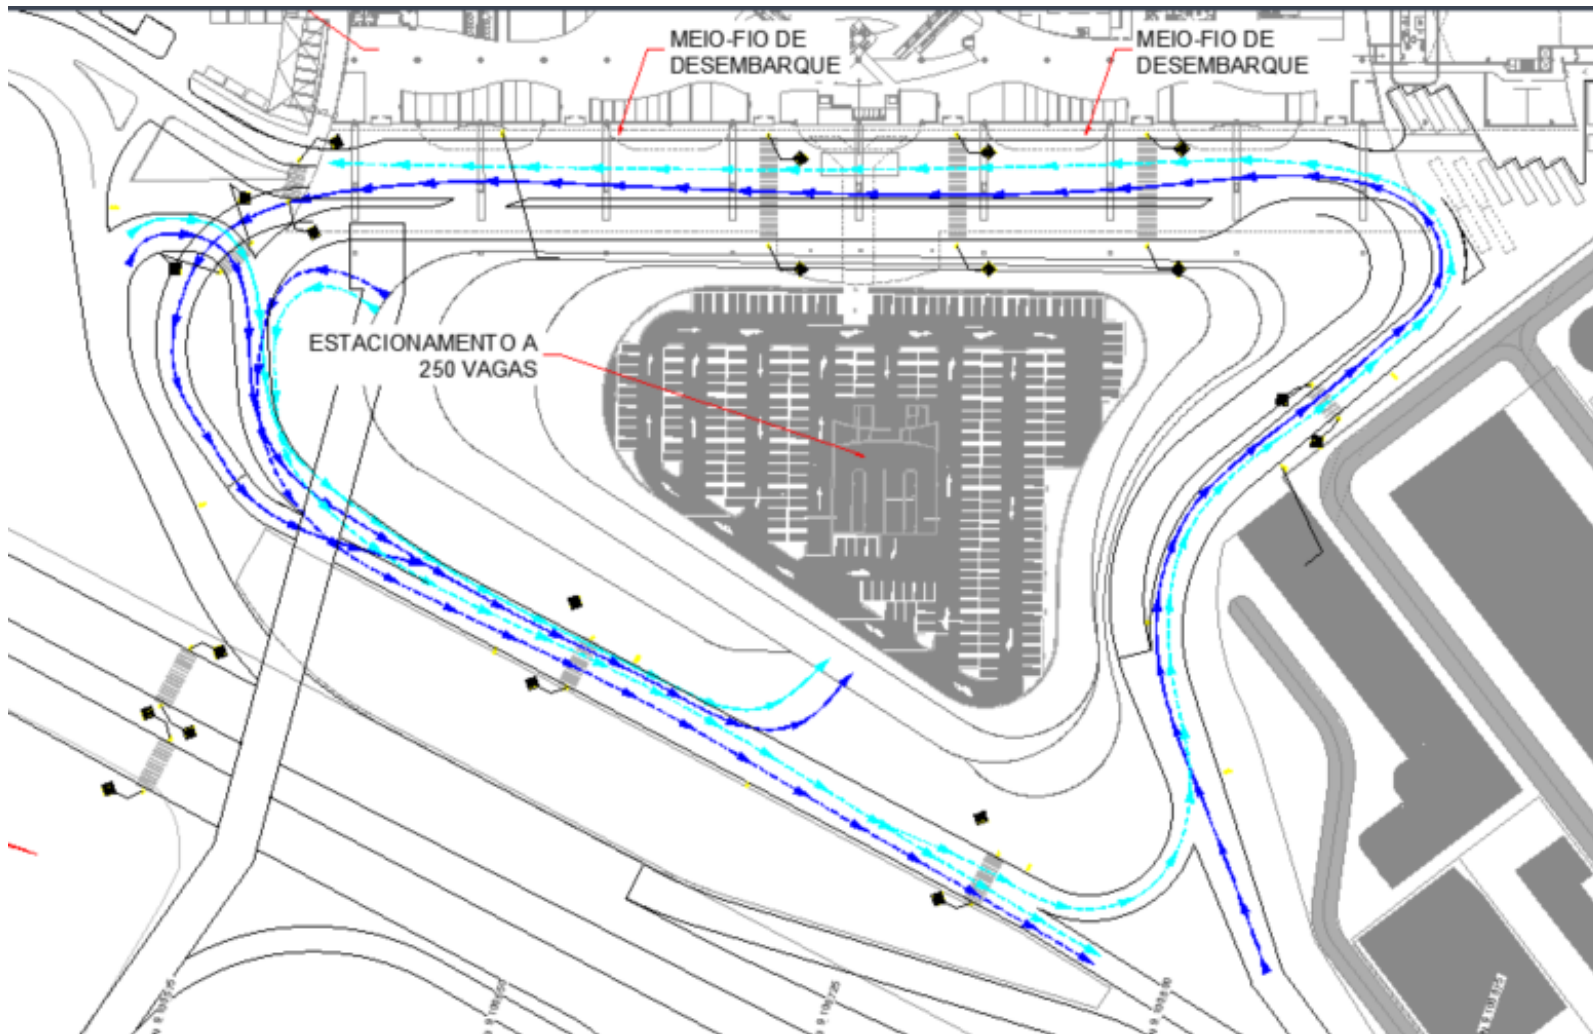 MEIO-FIO DE
DESEMBARQUE
MEIO-FIO DE
DESEMBARQUE
ESTACIONAMENTO A
250 VAGAS